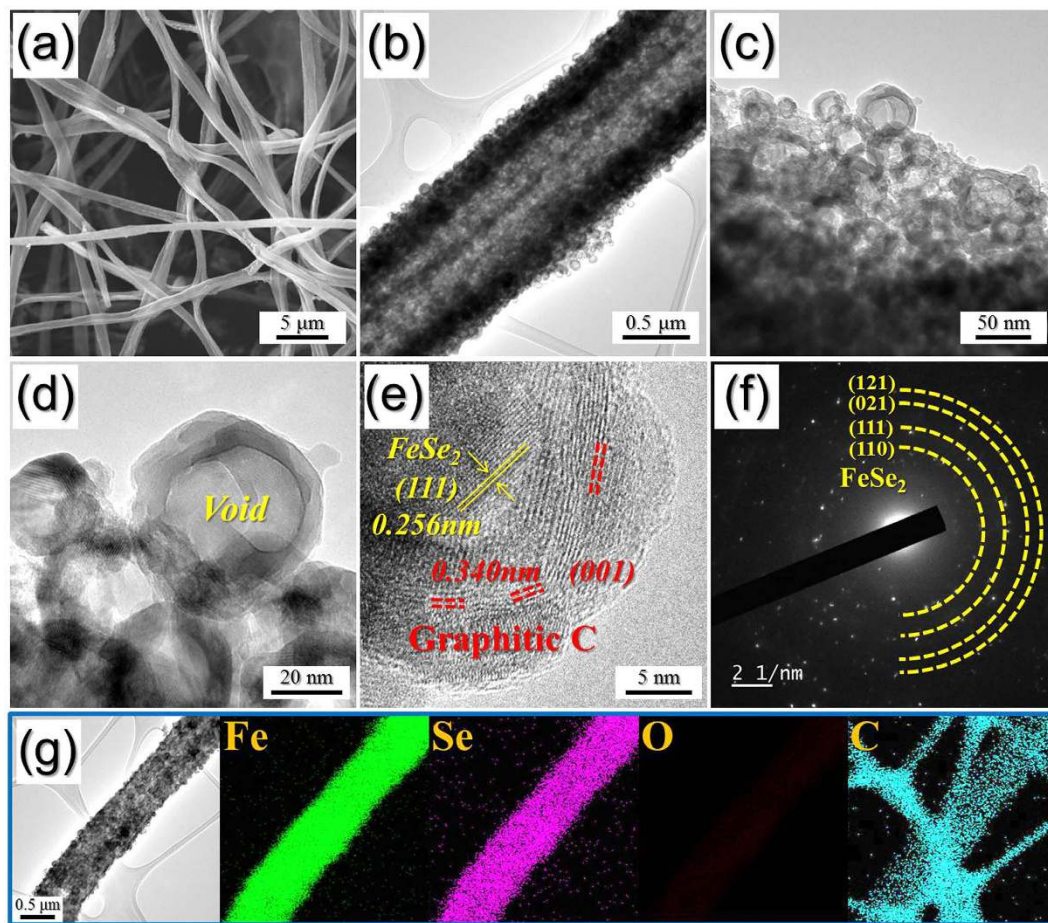 (a)
5 µm
(b)
0.5 µm
(c)
50 nm
(d)
Void
20 nm
(e)
FeSe₂
(111)
0.256nm
0.340nm (001)
Graphitic C
5 nm
(f)
(121)
(021)
(111)
(110)
FeSe₂
2 1/nm
(g)
0.5 µm
Fe
Se
O
C